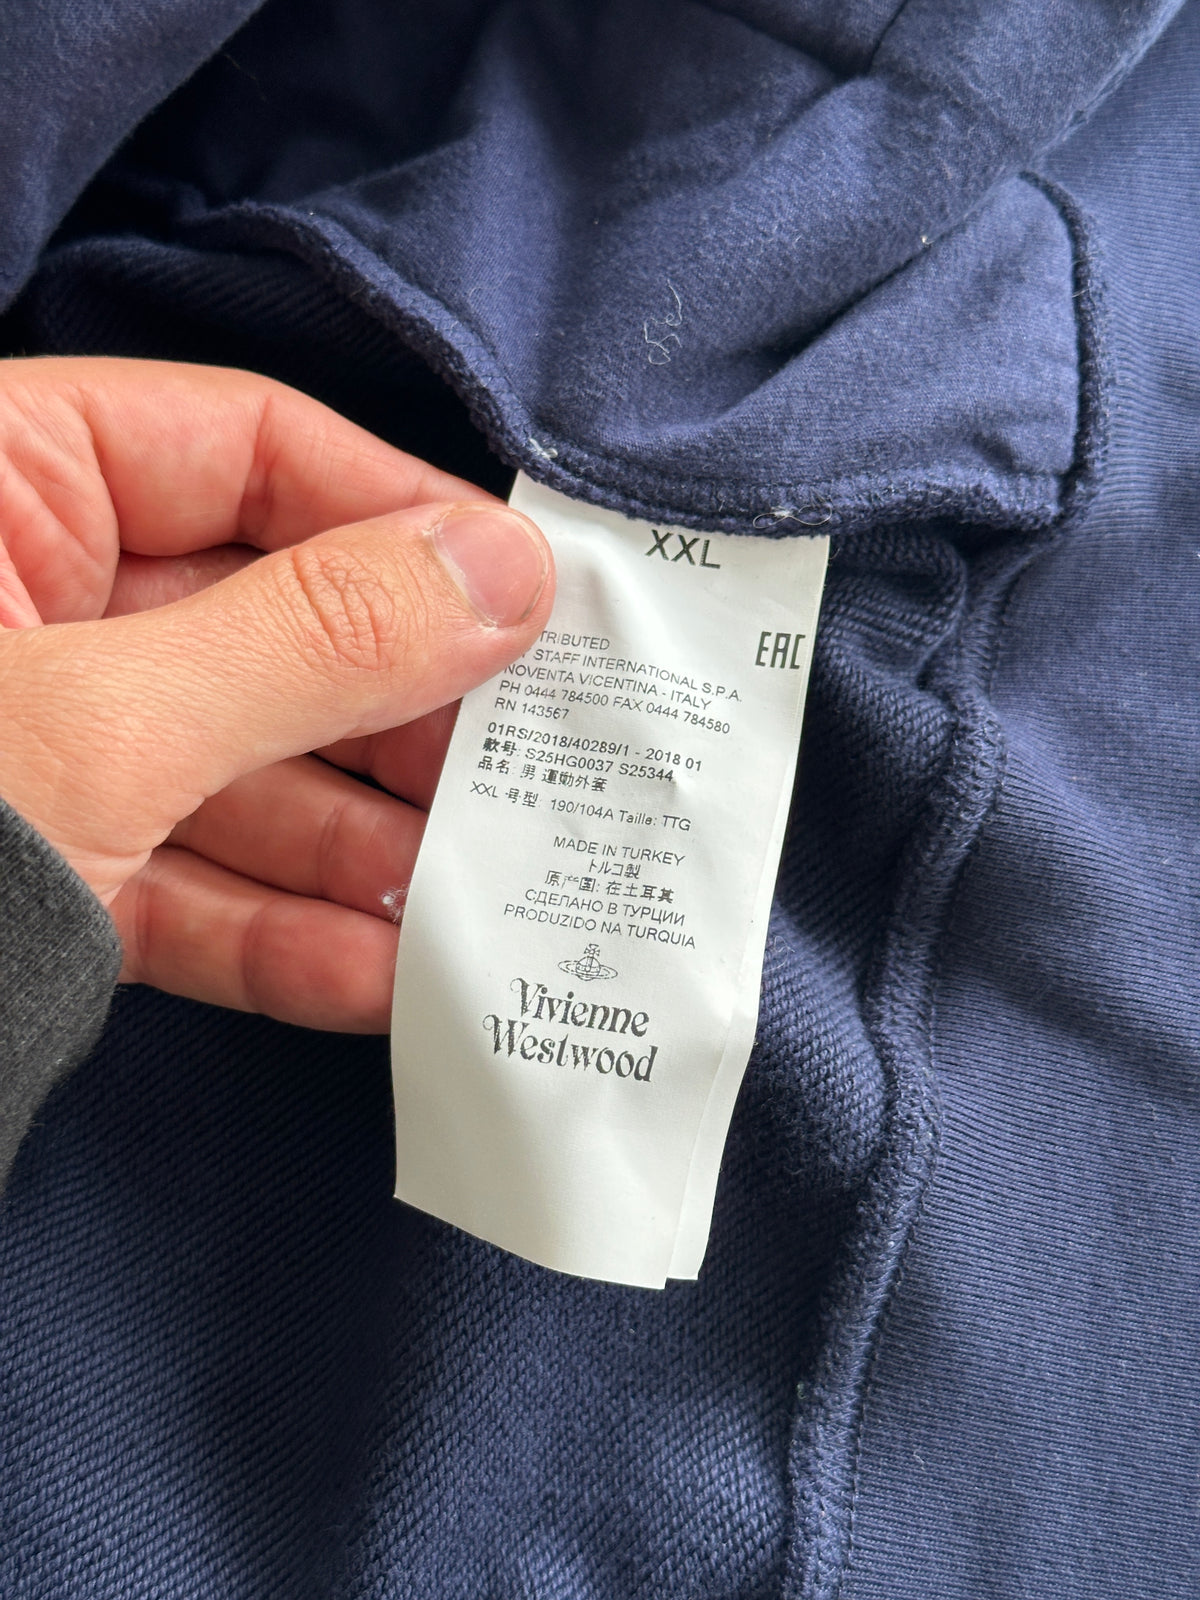 XXL
EAC
TRIBUTED
STAFF INTERNATIONAL S.P.A.
NOVENTA VICENTINA - ITALY
PH 0444 784500 FAX 0444 784580
RN 143567
01RS/2018/40289/1 - 2018 01
款号: S25HG0037 S25344
品名: 男 運動外套
XXL 号型: 190/104A Taille: TTG
MADE IN TURKEY
トルコ製
原产国: 在土耳其
СДЕЛАНО В ТУРЦИИ
PRODUZIDO NA TURQUIA
Vivienne
Westwood